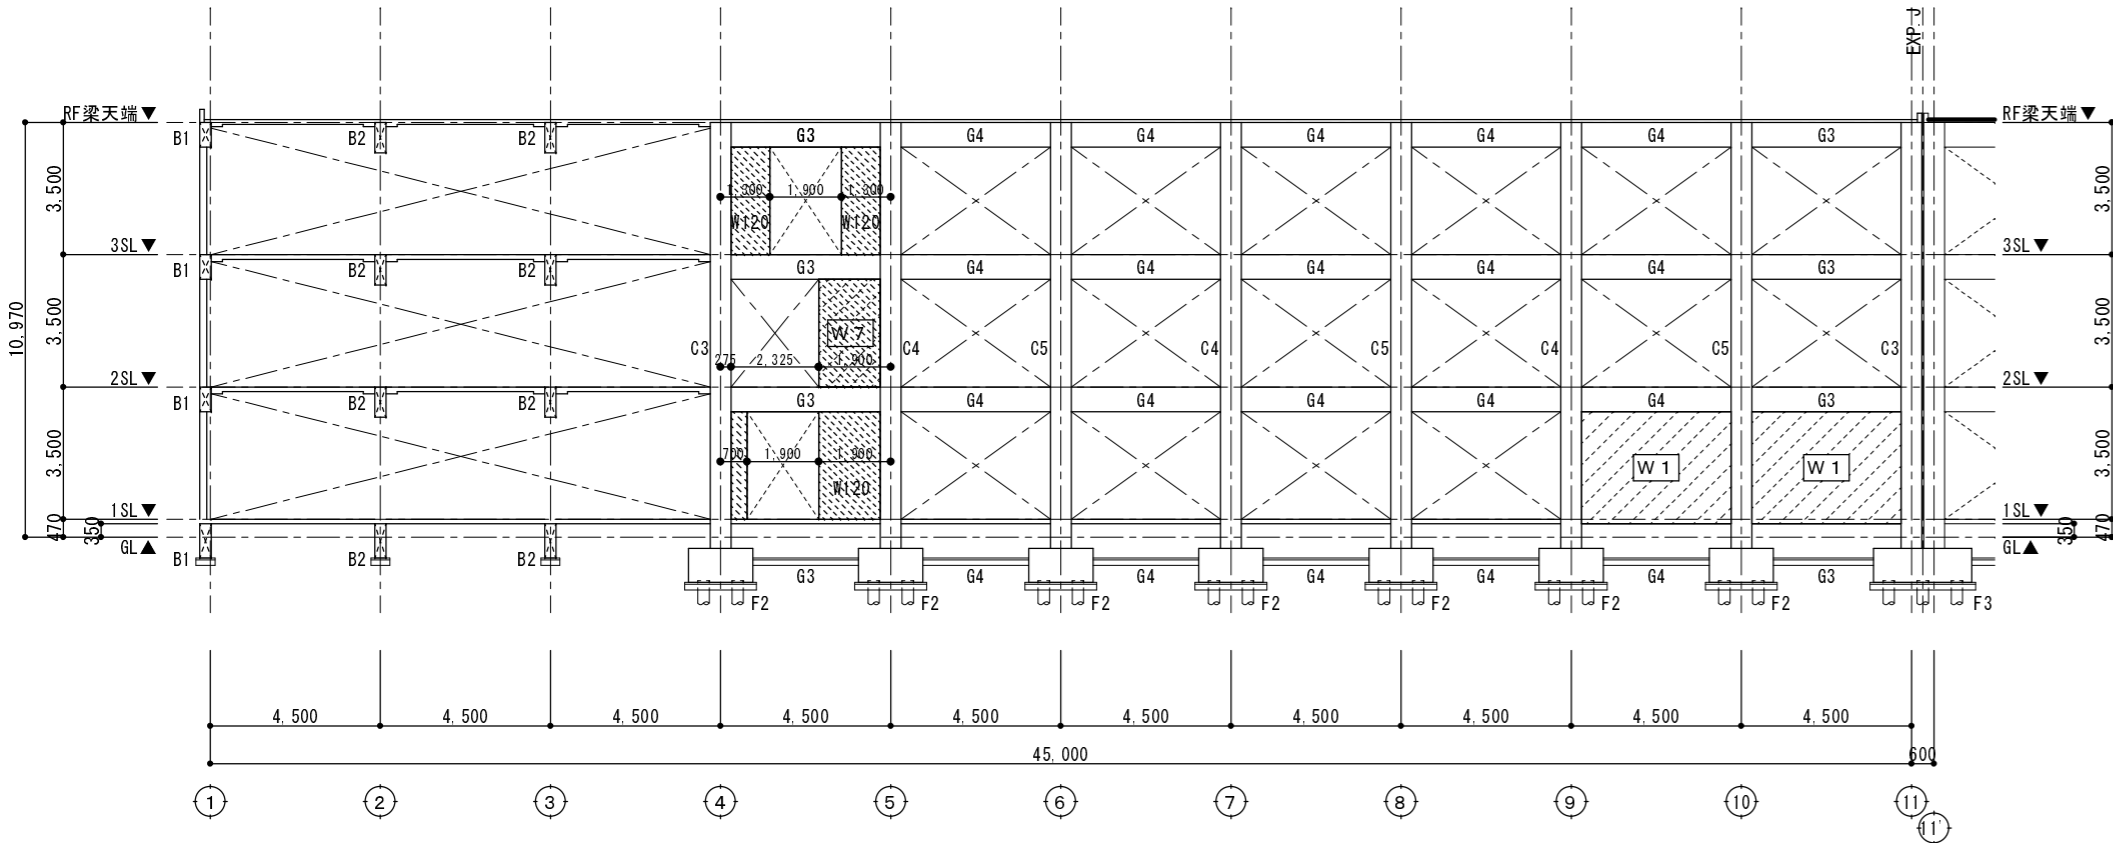 EXP.J
RF梁天端▼ RF梁天端▼
B1 B2 B2 G3 G4 G4 G4 G4 G4 G3
3,500 1,300 1,900 1,300 3,500
W120 W120
3SL▼ 3SL▼
B1 B2 B2 G3 G4 G4 G4 G4 G4 G3
10,970 3,500 W7 3,500
C3 C4 C5 C4 C5 C4 C5 C3
275 2,325 1,900
2SL▼ 2SL▼
B1 B2 B2 G3 G4 G4 G4 G4 G4 G3
3,500 700 1,900 1,900 W1 W1 3,500
W120
1SL▼ 1SL▼
470 350 350 470
GL▲ GL▲
B1 B2 B2 G3 G4 G4 G4 G4 G4 G3
F2 F2 F2 F2 F2 F2 F2 F3
4,500 4,500 4,500 4,500 4,500 4,500 4,500 4,500 4,500 4,500
45,000 600
1 2 3 4 5 6 7 8 9 10 11
11'